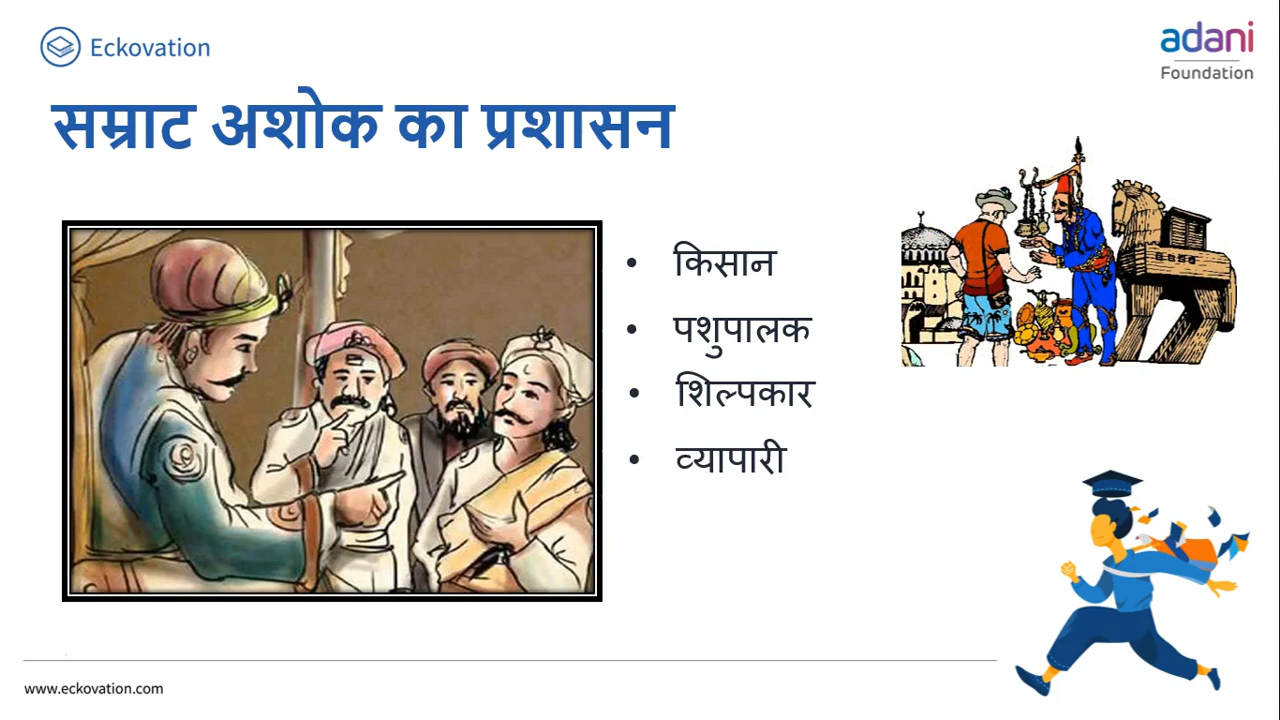 Eckovation
adani
Foundation
सम्राट अशोक का प्रशासन
• किसान
• पशुपालक
• शिल्पकार
• व्यापारी
www.eckovation.com